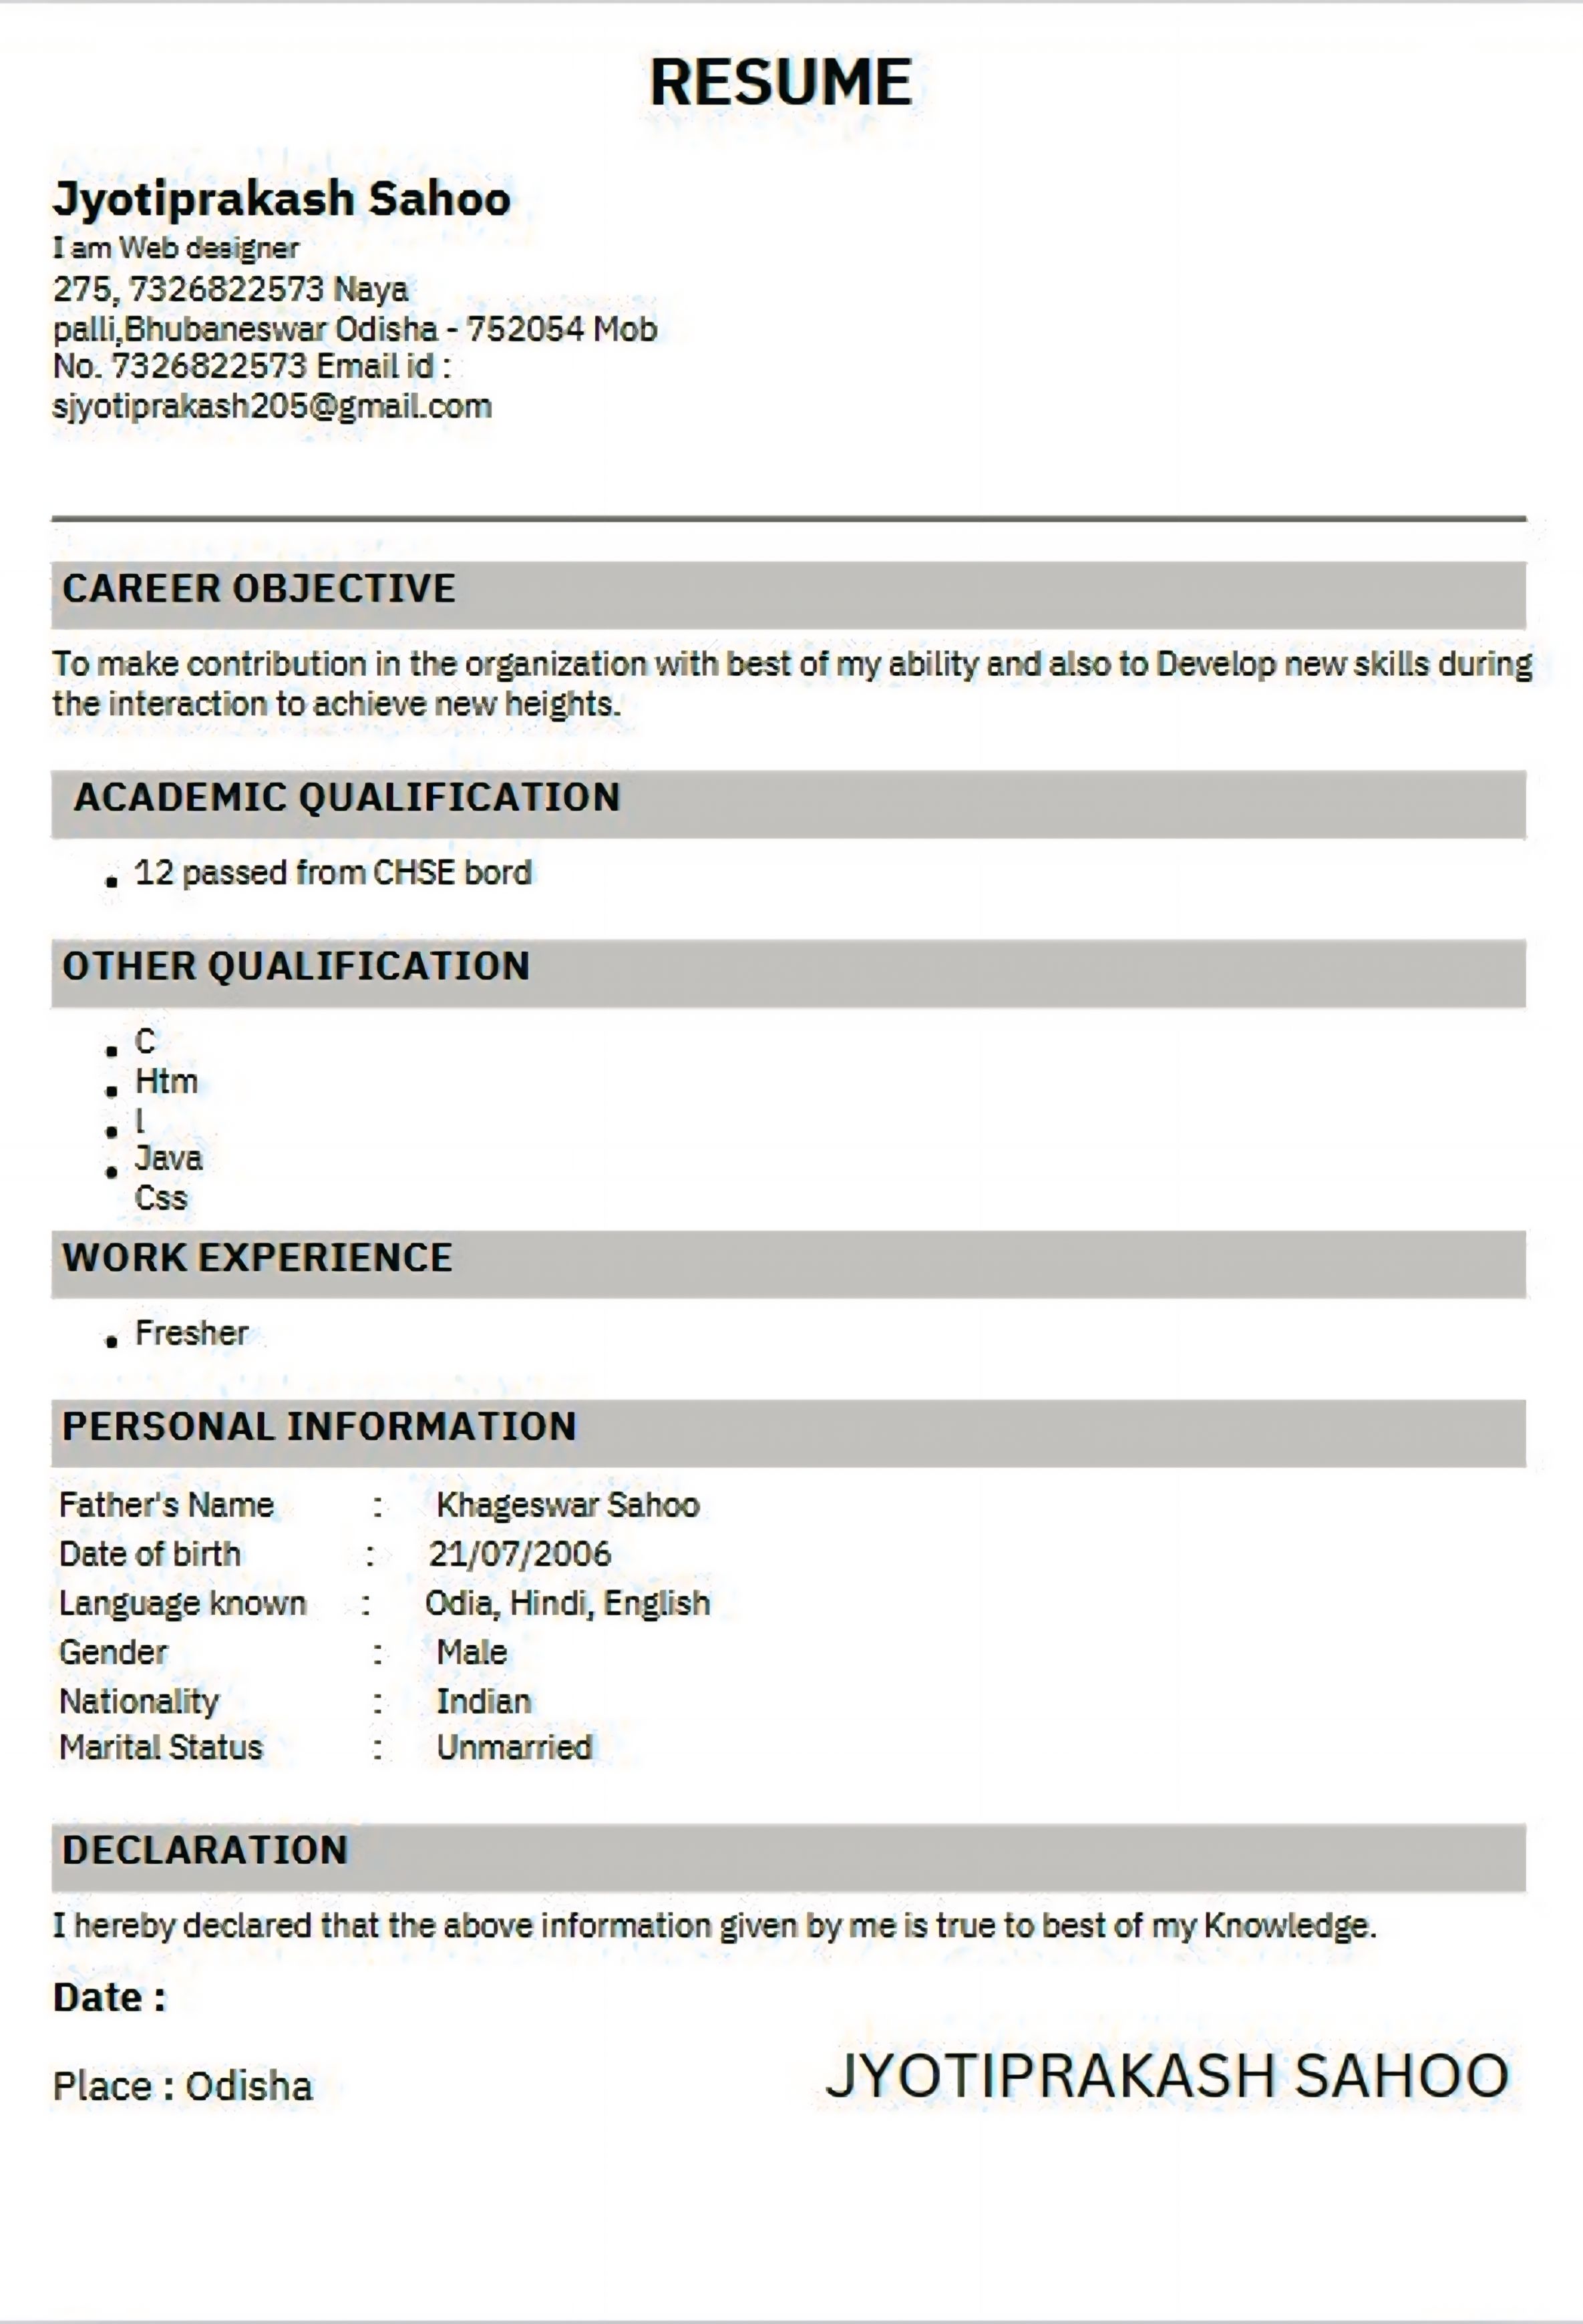 RESUME
Jyotiprakash Sahoo
I am Web designer
275, 7326822573 Naya
palli,Bhubaneswar Odisha - 752054 Mob
No. 7326822573 Email id :
sjyotiprakash205@gmail.com
CAREER OBJECTIVE
To make contribution in the organization with best of my ability and also to Develop new skills during
the interaction to achieve new heights.
ACADEMIC QUALIFICATION
• 12 passed from CHSE bord
OTHER QUALIFICATION
• C
• Htm
• l
• Java
Css
WORK EXPERIENCE
• Fresher
PERSONAL INFORMATION
Father's Name : Khageswar Sahoo
Date of birth : 21/07/2006
Language known : Odia, Hindi, English
Gender : Male
Nationality : Indian
Marital Status : Unmarried
DECLARATION
I hereby declared that the above information given by me is true to best of my Knowledge.
Date :
Place : Odisha
JYOTIPRAKASH SAHOO